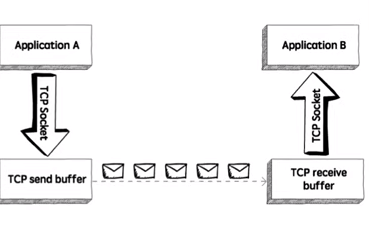 Application A
Application B
TCP Socket
TCP Socket
TCP send buffer
TCP receive
buffer